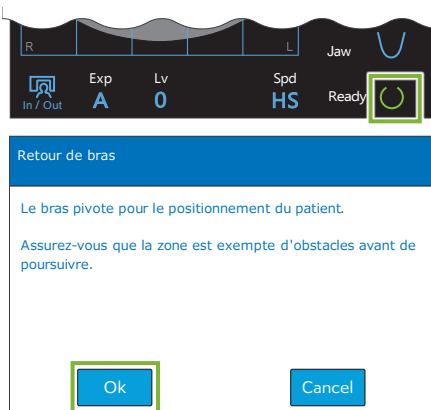 R L Jaw
Exp Lv Spd
In / Out A 0 HS Ready
Retour de bras
Le bras pivote pour le positionnement du patient.
Assurez-vous que la zone est exempte d'obstacles avant de
poursuivre.
Ok Cancel